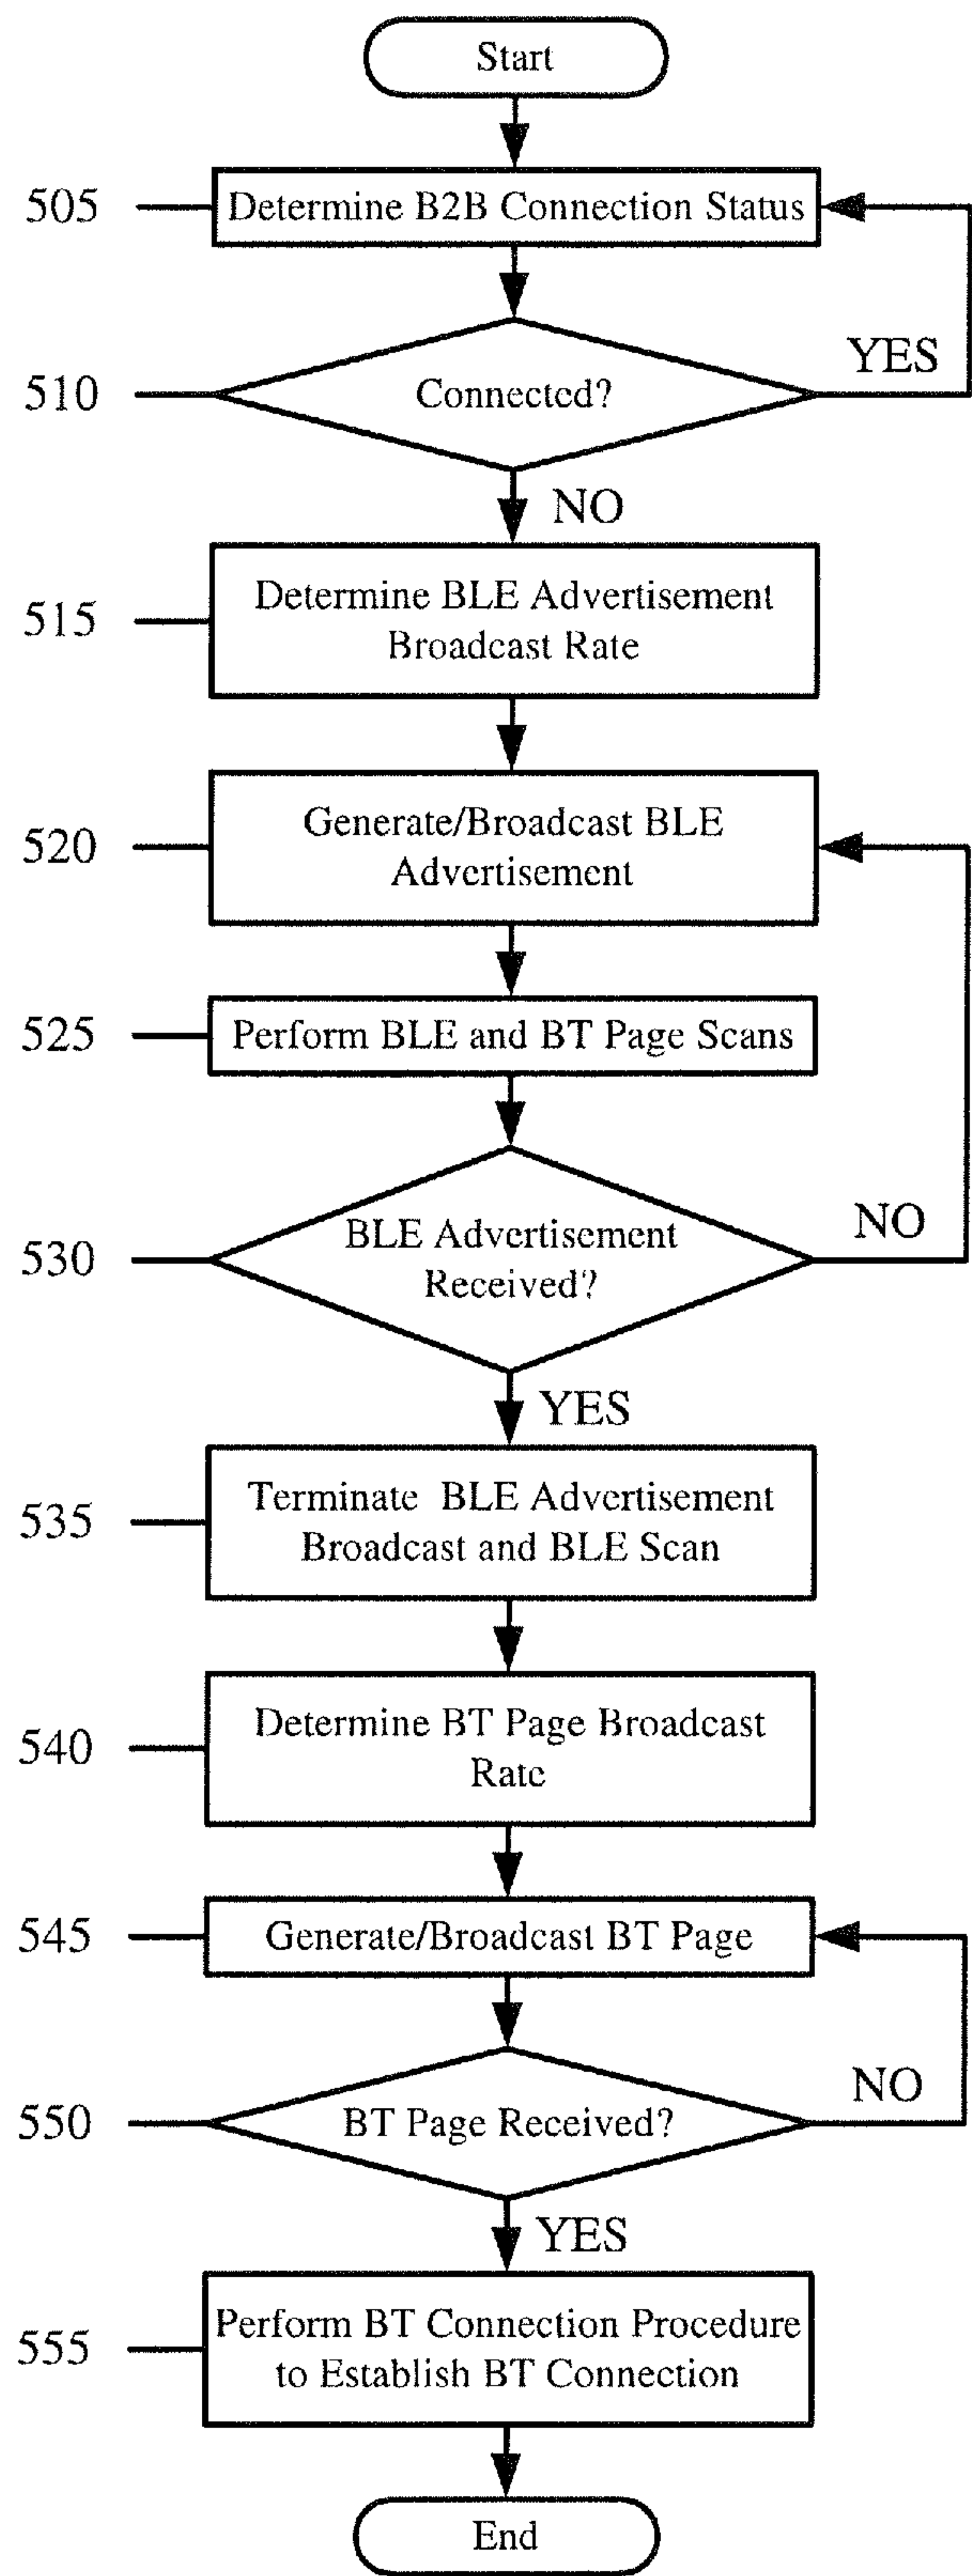 Start
505
Determine B2B Connection Status
510
Connected?
YES
NO
515
Determine BLE Advertisement
Broadcast Rate
520
Generate/Broadcast BLE
Advertisement
525
Perform BLE and BT Page Scans
530
BLE Advertisement
Received?
NO
YES
535
Terminate BLE Advertisement
Broadcast and BLE Scan
540
Determine BT Page Broadcast
Rate
545
Generate/Broadcast BT Page
550
BT Page Received?
NO
YES
555
Perform BT Connection Procedure
to Establish BT Connection
End